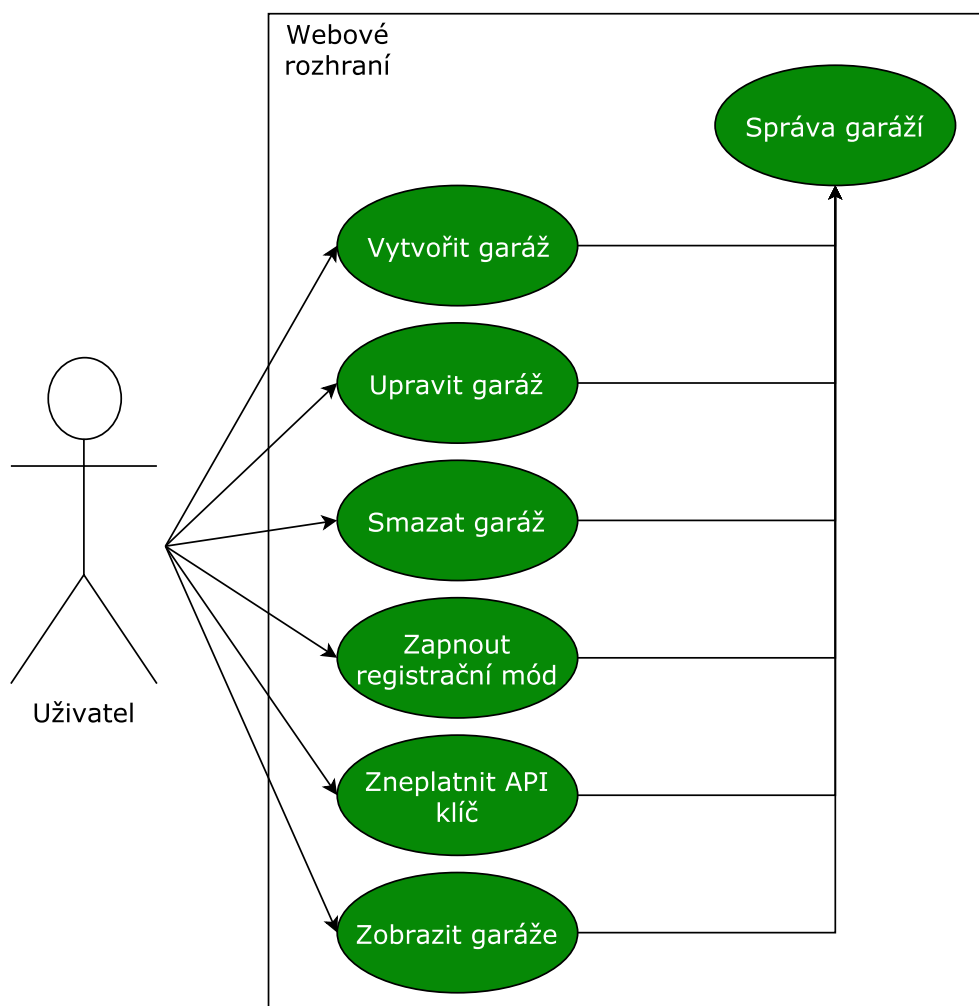 Webové
rozhraní
Správa garáží
Vytvořit garáž
Upravit garáž
Smazat garáž
Zapnout
registrační mód
Zneplatnit API
klíč
Zobrazit garáže
Uživatel